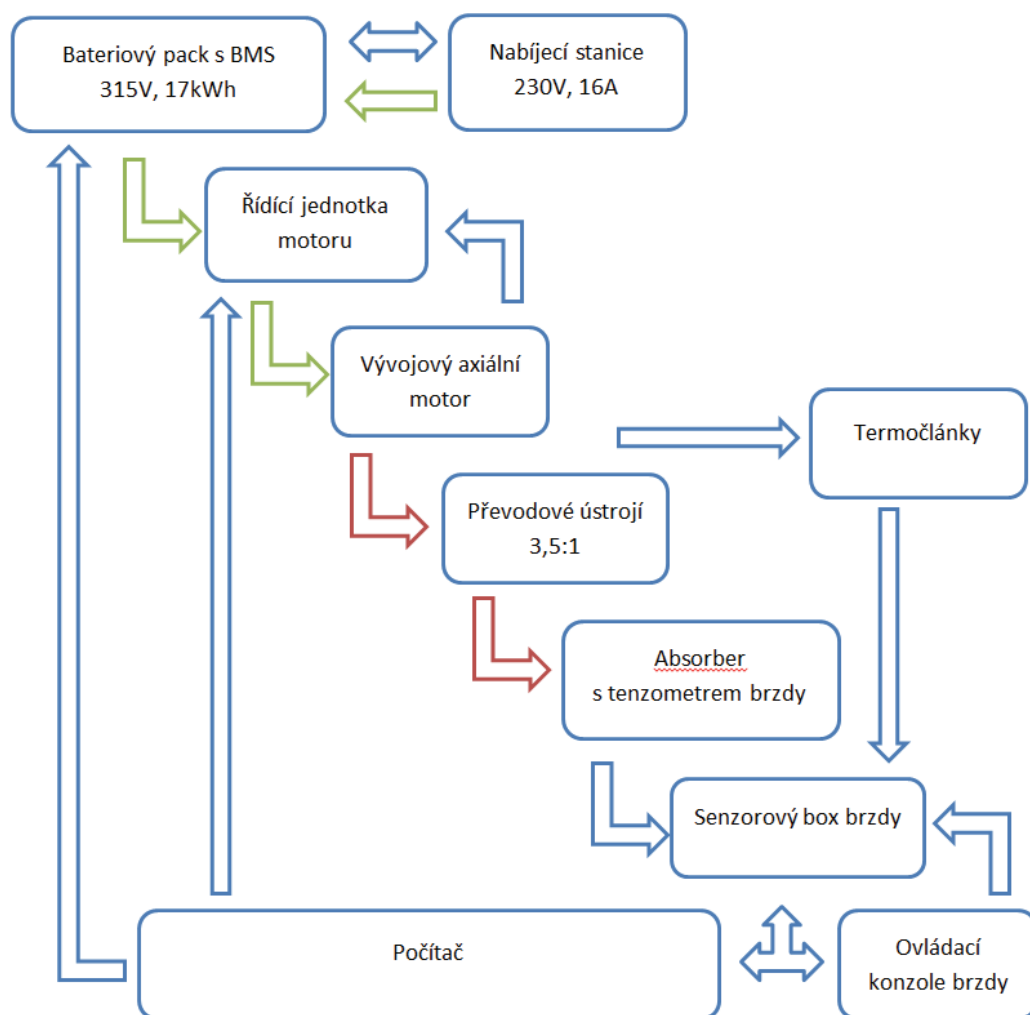 Bateriový pack s BMS
315V, 17kWh
Nabíjecí stanice
230V, 16A
Řídící jednotka
motoru
Vývojový axiální
motor
Termočlánky
Převodové ústrojí
3,5:1
Absorber
s tenzometrem brzdy
Senzorový box brzdy
Počítač
Ovládací
konzole brzdy